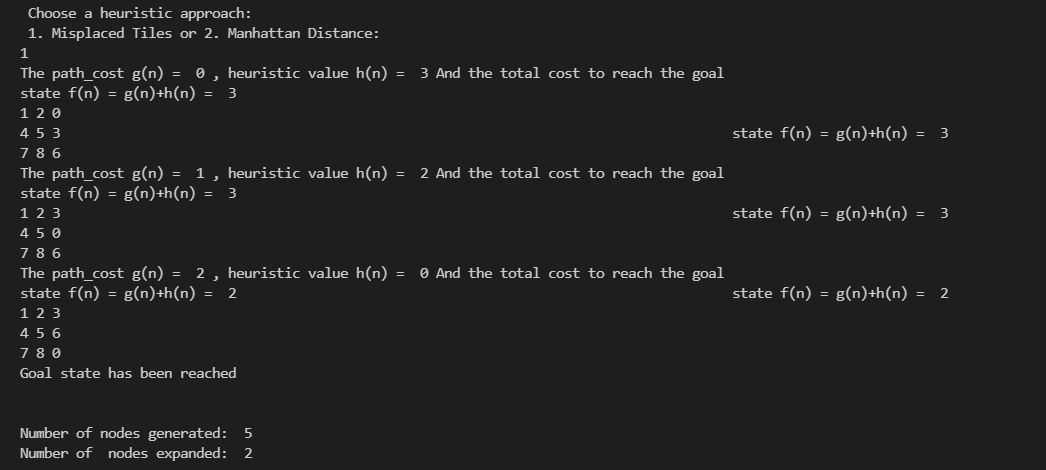 Choose a heuristic approach:
1. Misplaced Tiles or 2. Manhattan Distance:
1
The path_cost g(n) =  0 , heuristic value h(n) =  3 And the total cost to reach the goal
state f(n) = g(n)+h(n) =  3
1 2 0
4 5 3
state f(n) = g(n)+h(n) =  3
7 8 6
The path_cost g(n) =  1 , heuristic value h(n) =  2 And the total cost to reach the goal
state f(n) = g(n)+h(n) =  3
1 2 3
state f(n) = g(n)+h(n) =  3
4 5 0
7 8 6
The path_cost g(n) =  2 , heuristic value h(n) =  0 And the total cost to reach the goal
state f(n) = g(n)+h(n) =  2
state f(n) = g(n)+h(n) =  2
1 2 3
4 5 6
7 8 0
Goal state has been reached
Number of nodes generated:  5
Number of  nodes expanded:  2